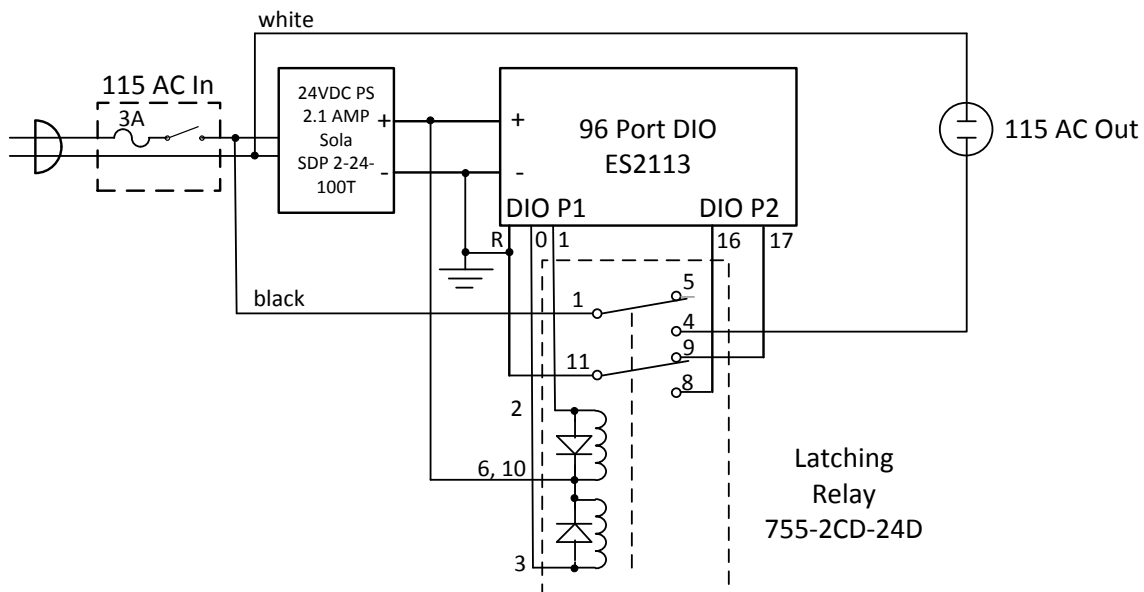 white
115 AC In
3A
24VDC PS
2.1 AMP
Sola
SDP 2-24-
100T
+
-
+
-
96 Port DIO
ES2113
DIO P1
DIO P2
115 AC Out
R
0
1
16
17
black
1
5
4
9
11
8
2
6, 10
3
Latching
Relay
755-2CD-24D